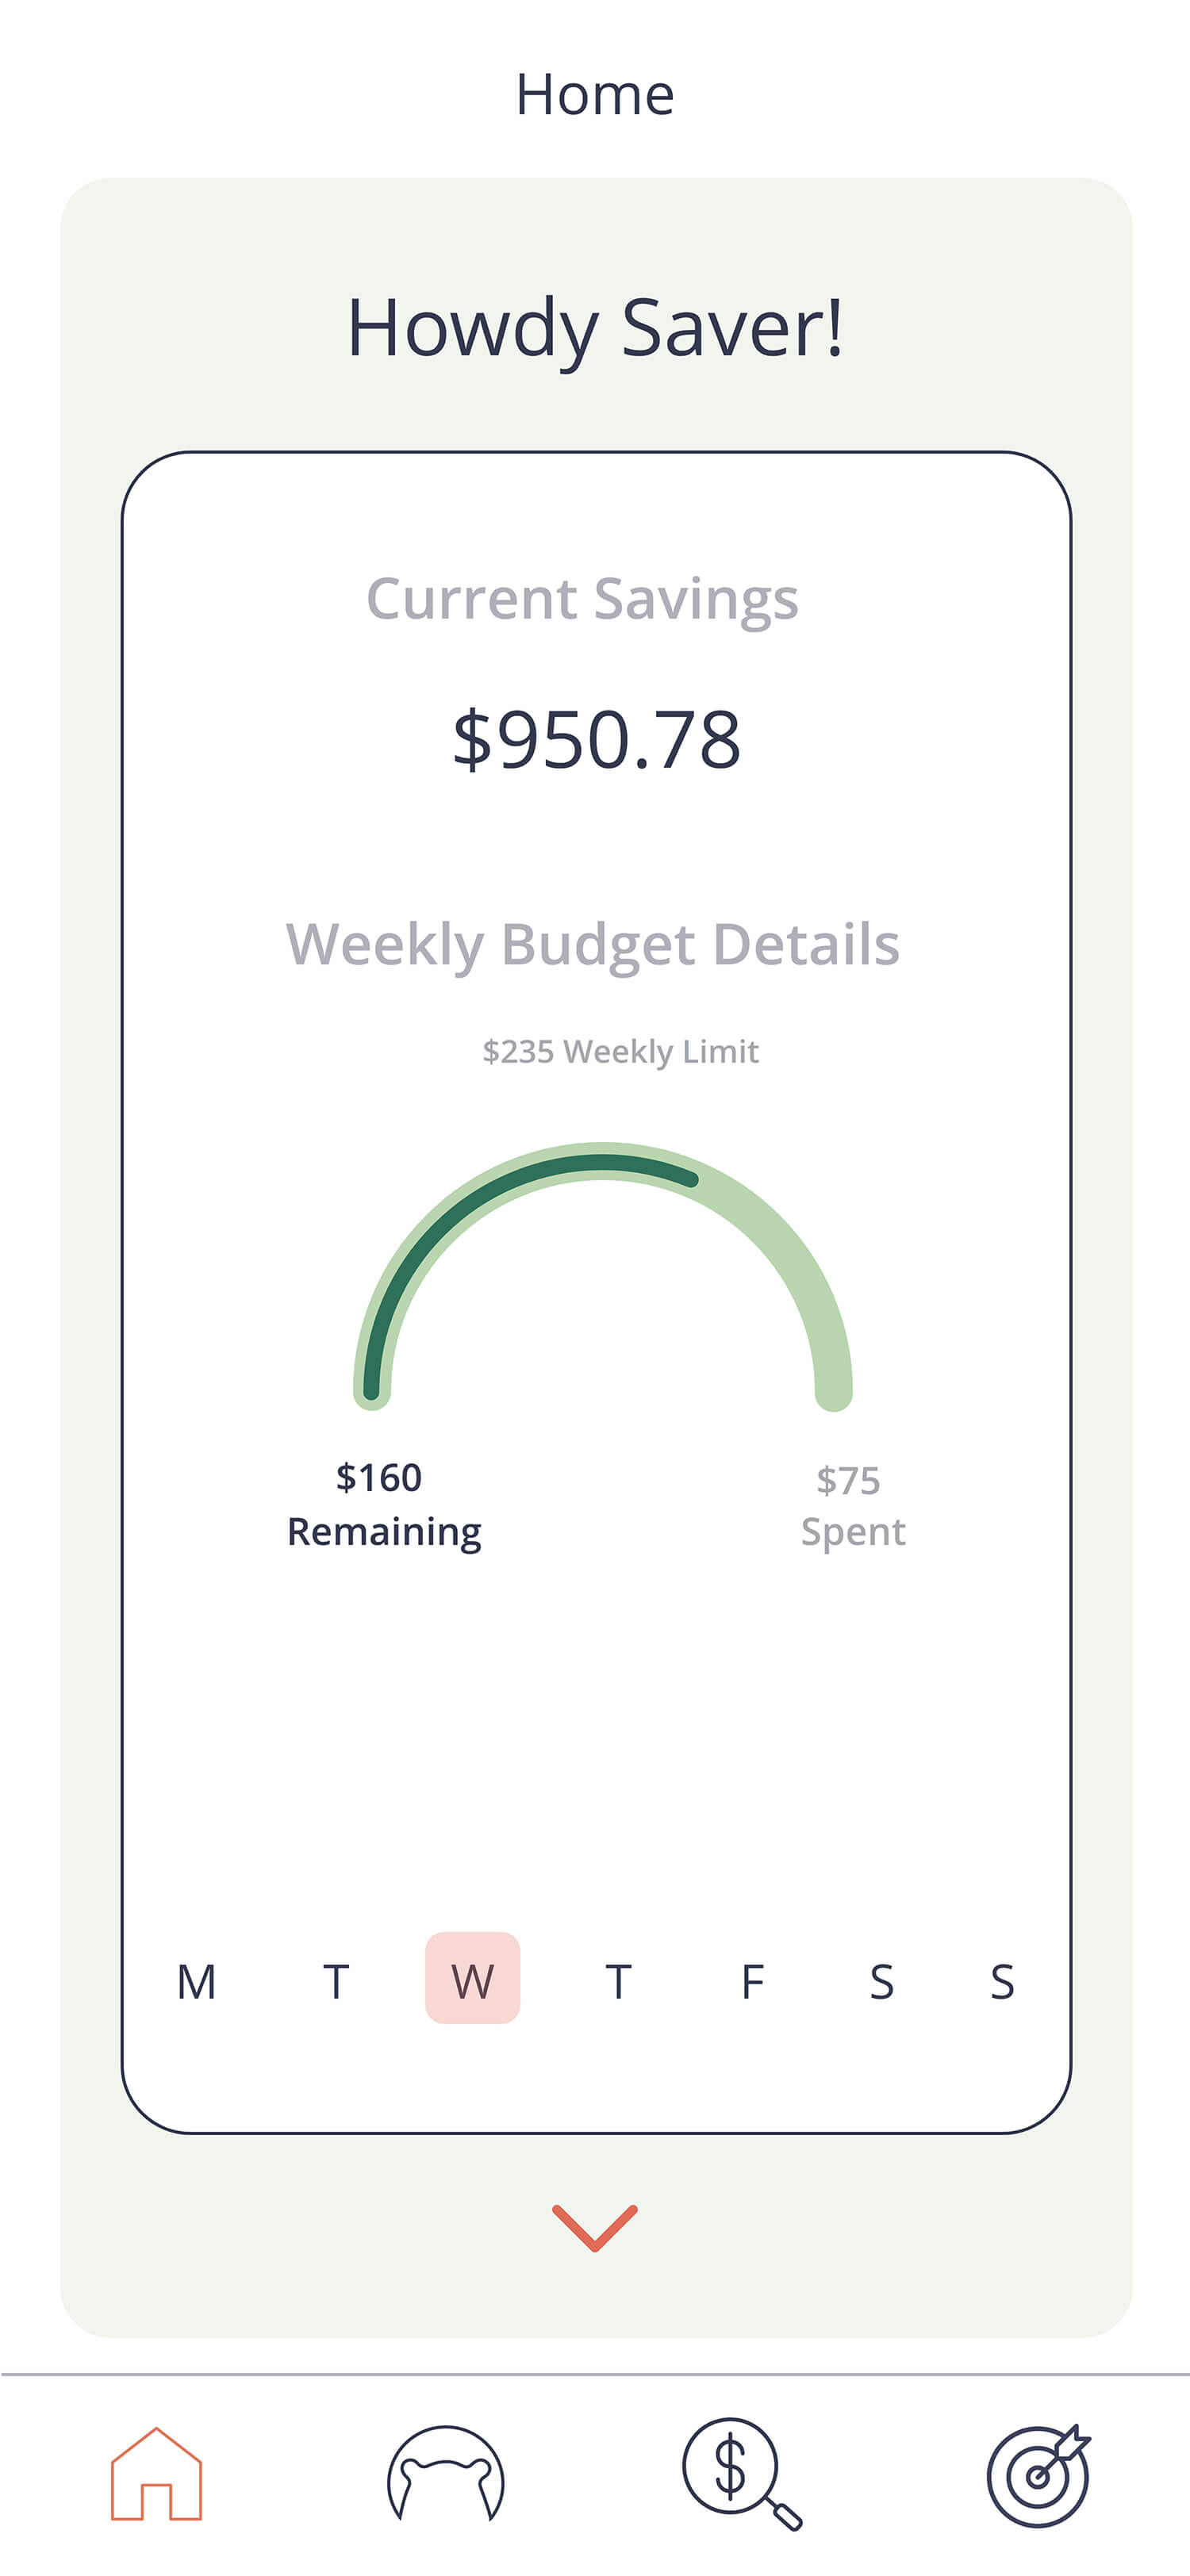 Home
Howdy Saver!
Current Savings
$950.78
Weekly Budget Details
$235 Weekly Limit
$160
Remaining
$75
Spent
M T W T F S S
$